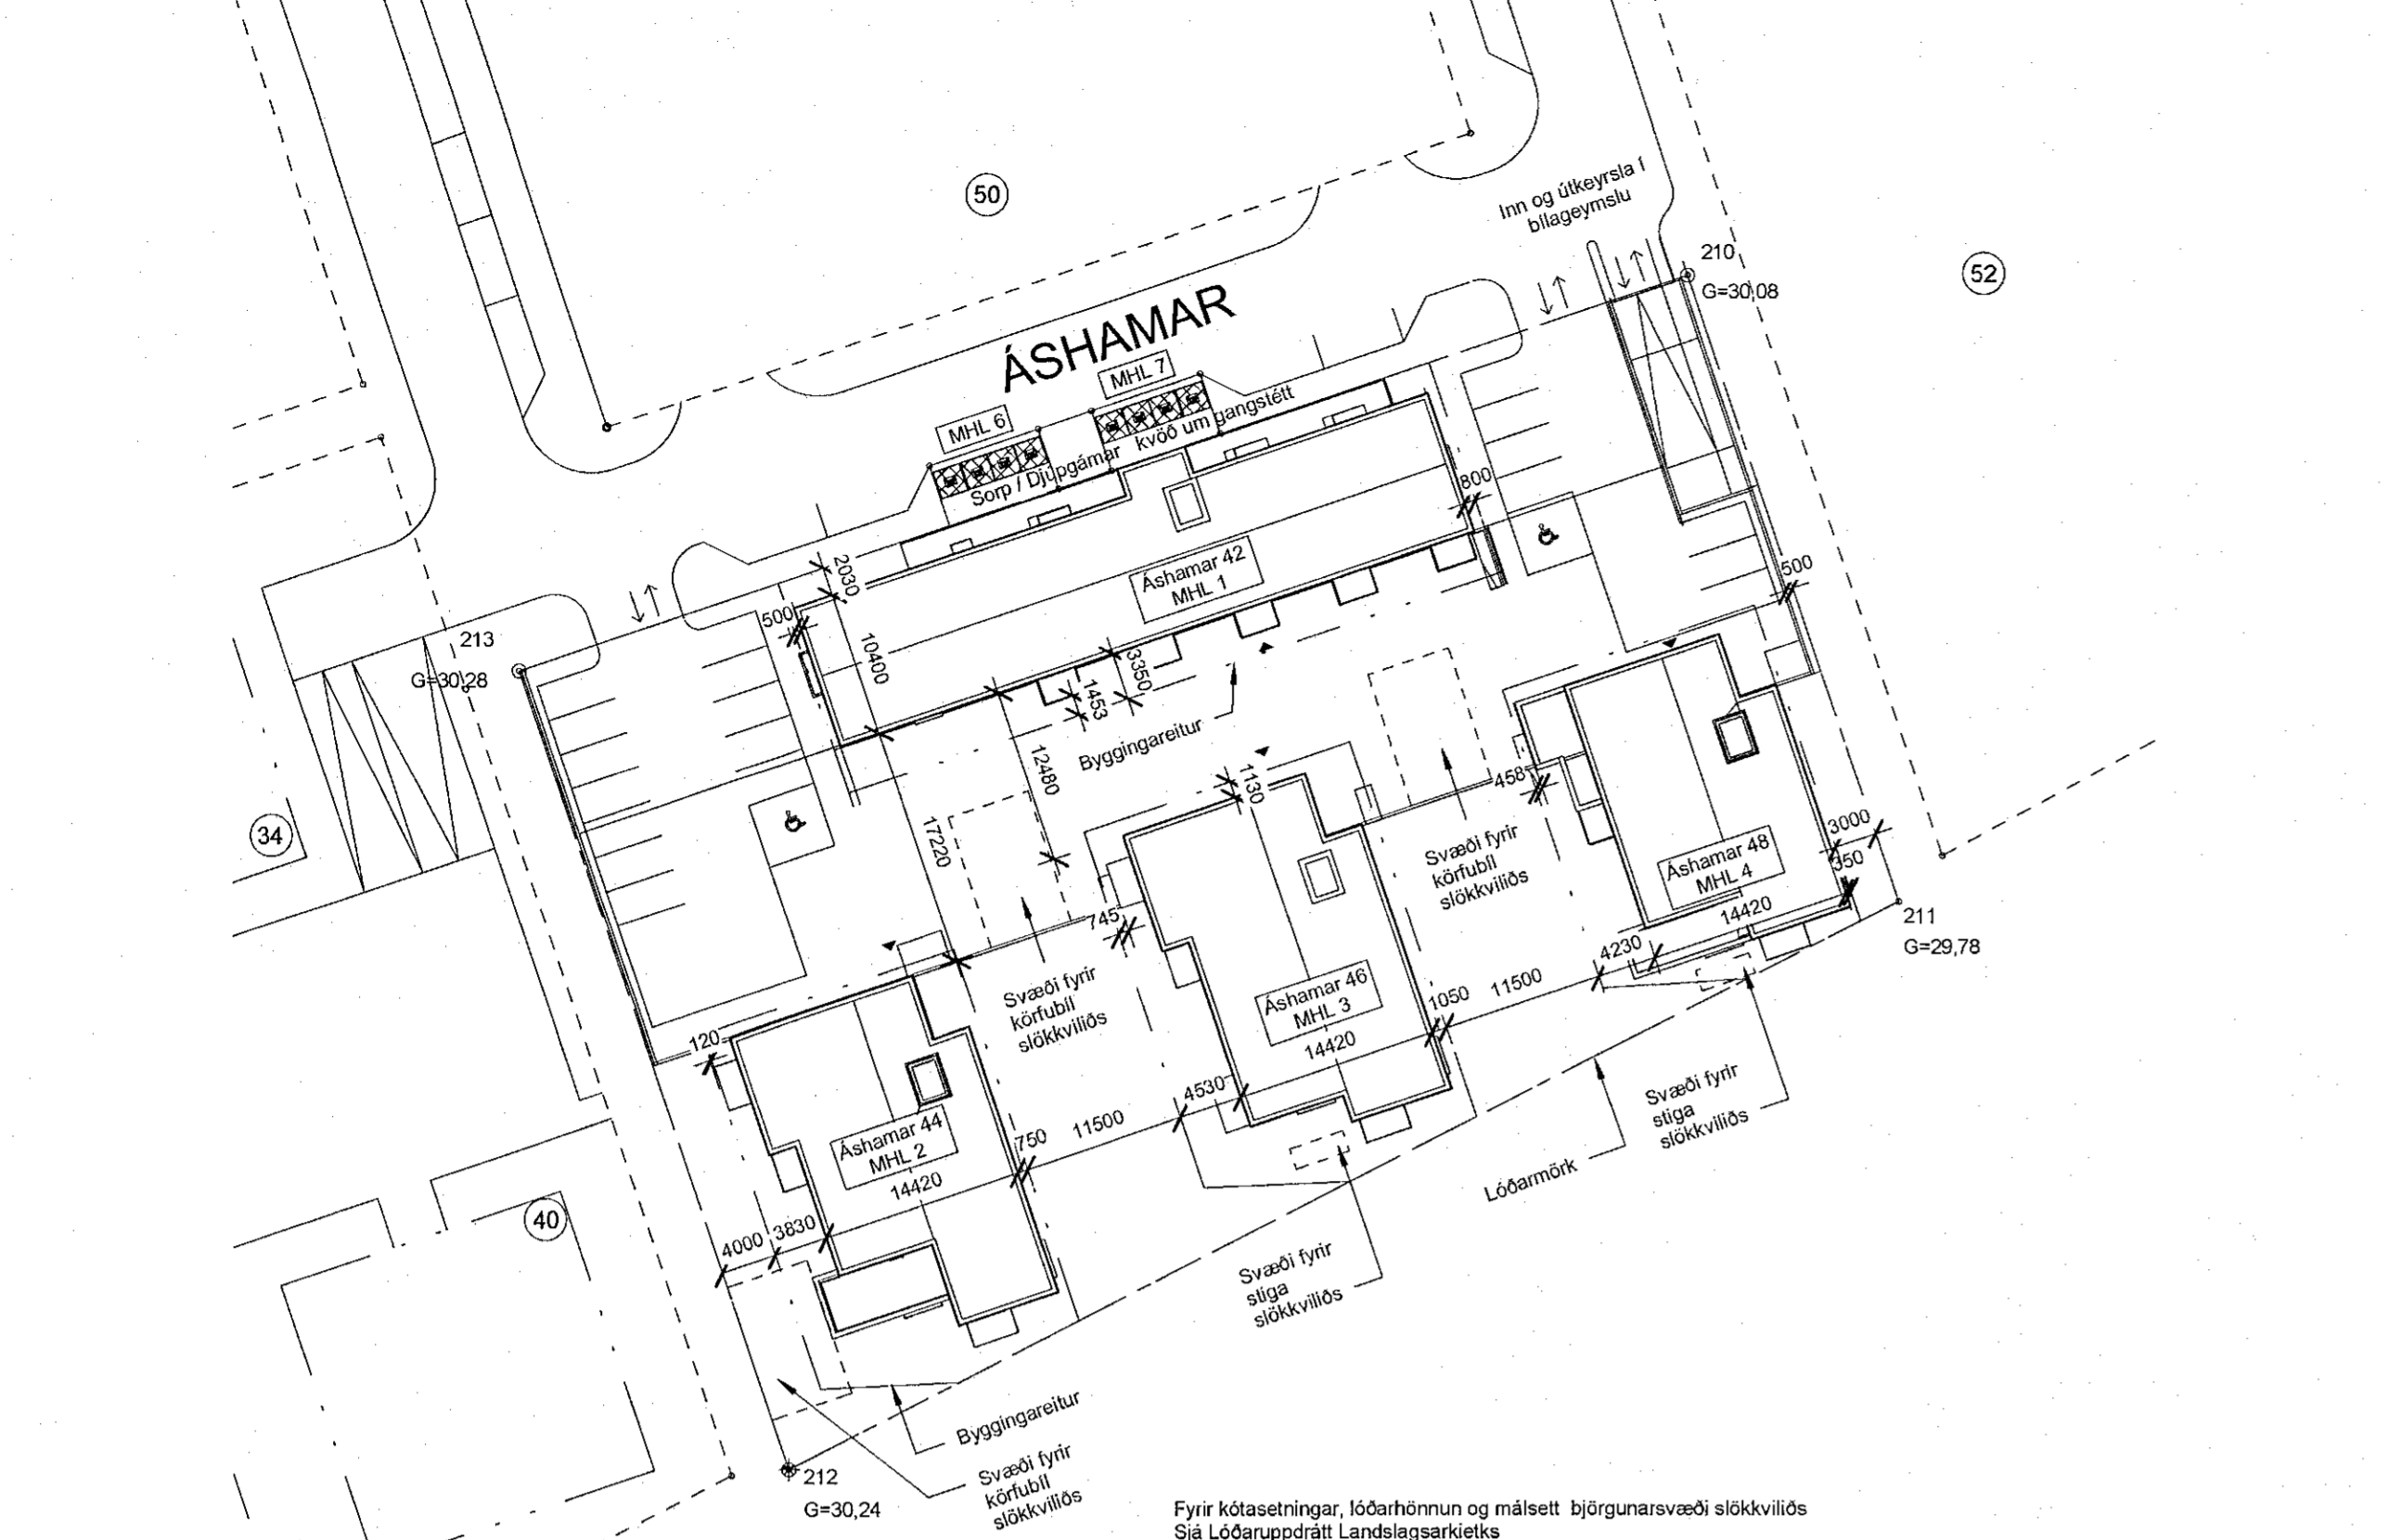 50
Inn og útkeyrsla í
bílageymslu
210
G=30,08
52
ÁSHAMAR
MHL 7
MHL 6
kvöð um gangstétt
Sorp / Djúpgámar
800
2030
500
Áshamar 42
MHL 1
500
213
G=30,28
10400
3350
1453
Byggingareitur
12480
1130
458
34
17220
Svæði fyrir
körfubíl
slökkviliðs
3000
350
Áshamar 48
MHL 4
14420
211
G=29,78
745
4230
Svæði fyrir
körfubíl
slökkviliðs
Áshamar 46
MHL 3
14420
1050
11500
120
4530
Svæði fyrir
stiga
slökkviliðs
Áshamar 44
MHL 2
14420
750
11500
Lóðarmörk
40
4000
3830
Svæði fyrir
stiga
slökkviliðs
Byggingareitur
212
G=30,24
Svæði fyrir
körfubíl
slökkviliðs
Fyrir kótasetningar, lóðarhönnun og málsett björgunarsvæði slökkviliðs
Sjá Lóðaruppdrátt Landslagsarkietks